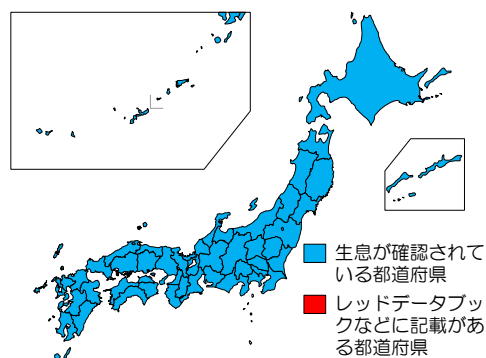 生息が確認されて
いる都道府県
レッドデータブッ
クなどに記載があ
る都道府県